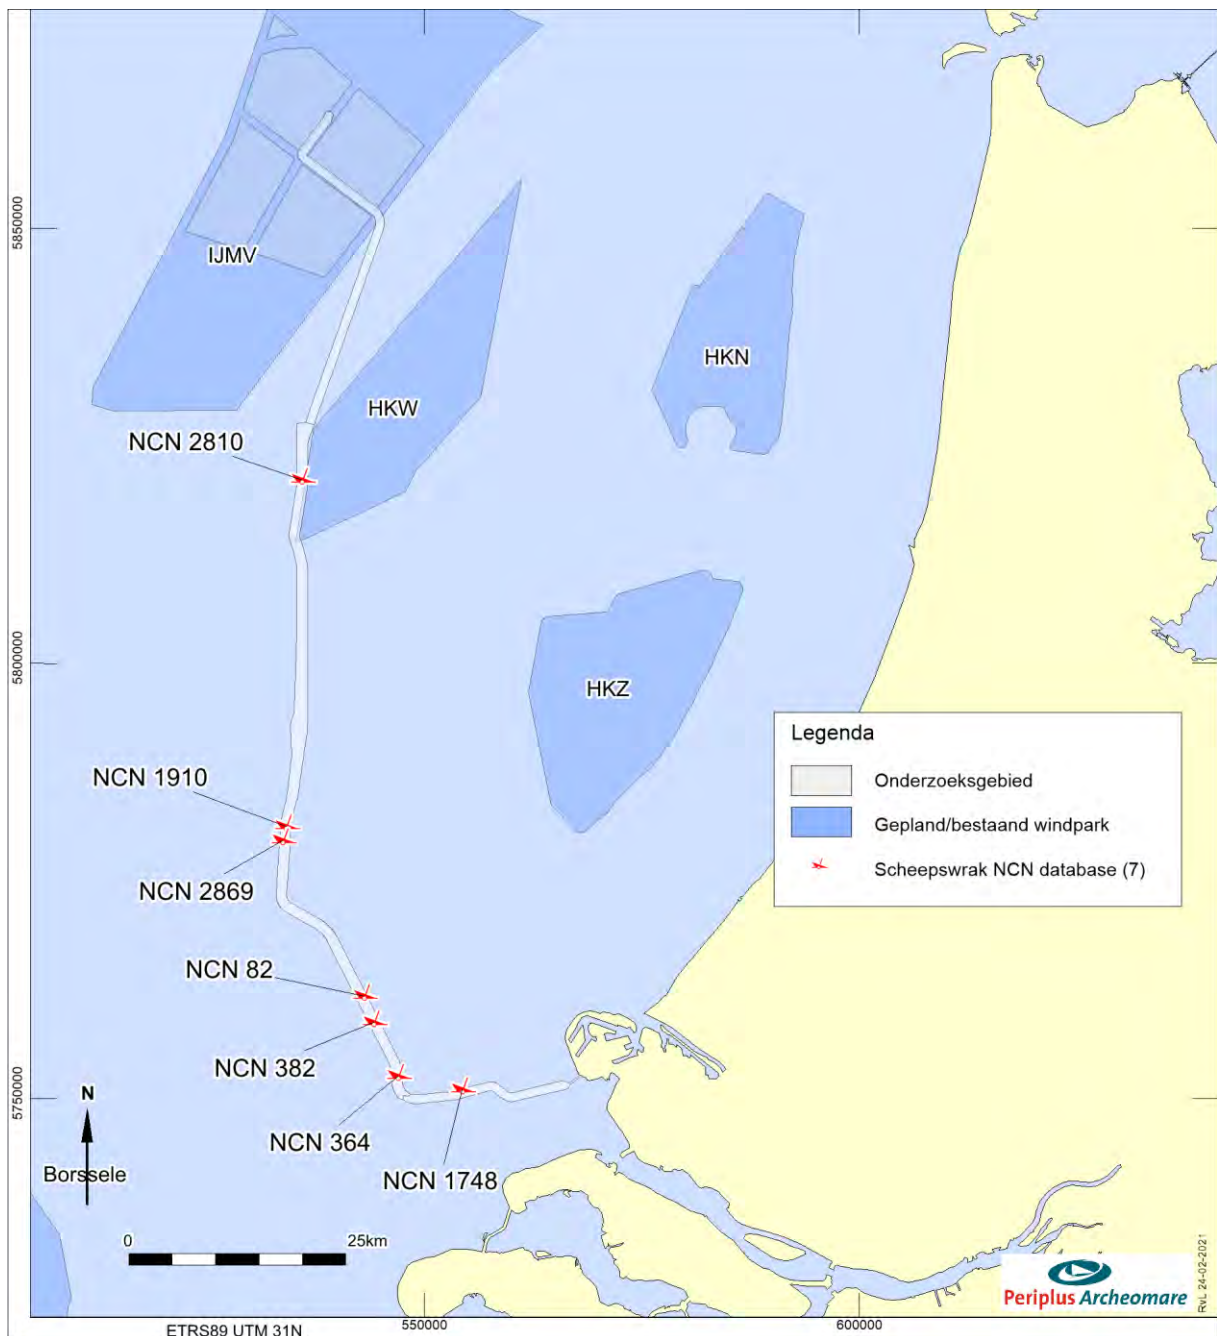 5850000
IJMV
HKN
HKW
NCN 2810
5800000
HKZ
Legenda
Onderzoeksgebied
Gepland/bestaand windpark
Scheepswrak NCN database (7)
NCN 1910
NCN 2869
NCN 82
NCN 382
NCN 364
NCN 1748
5750000
N
Borssele
0 25km
Periplus Archeomare
RvL 24-02-2021
ETRS89 UTM 31N
550000
600000